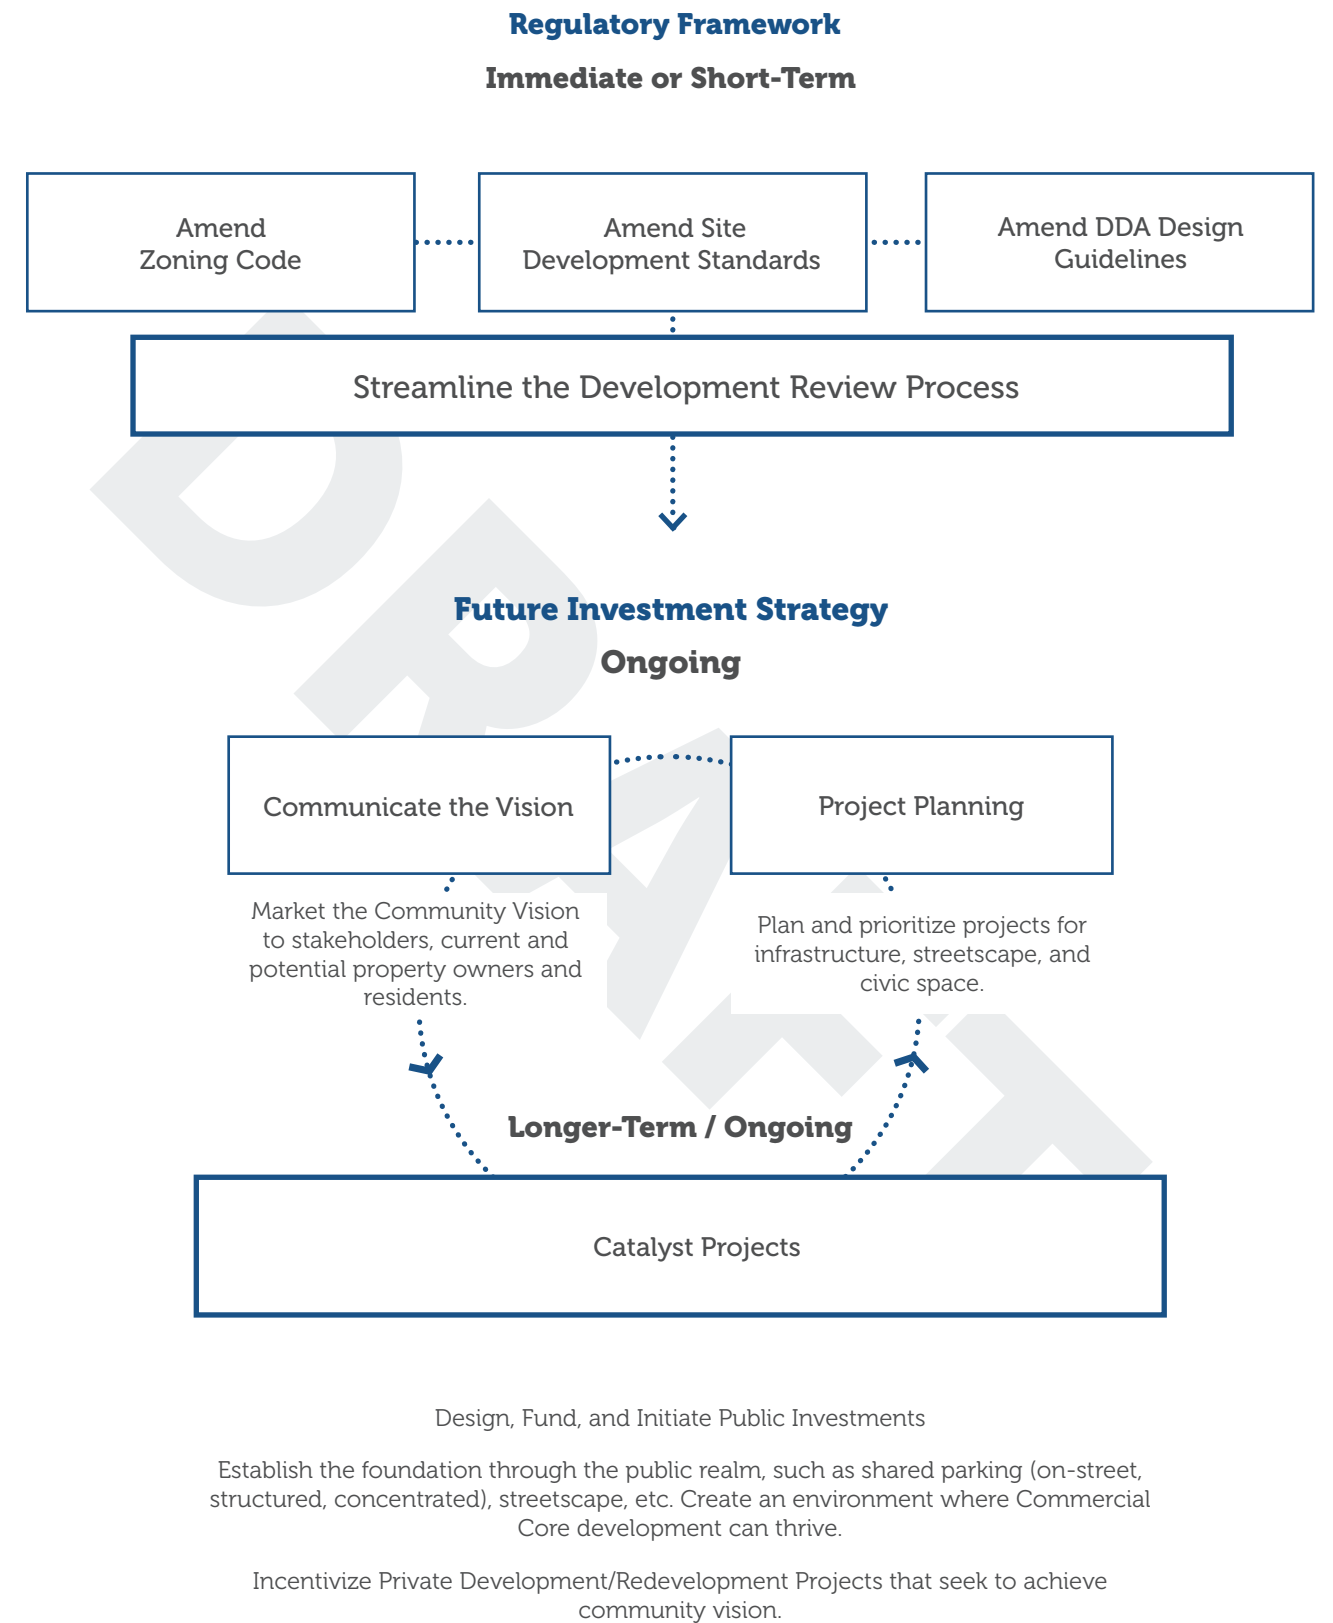 Regulatory Framework
Immediate or Short-Term
Amend
Zoning Code
Amend Site
Development Standards
Amend DDA Design
Guidelines
Streamline the Development Review Process
DRAFT
Future Investment Strategy
Ongoing
Communicate the Vision
Project Planning
Market the Community Vision
to stakeholders, current and
potential property owners and
residents.
Plan and prioritize projects for
infrastructure, streetscape, and
civic space.
Longer-Term / Ongoing
Catalyst Projects
Design, Fund, and Initiate Public Investments
Establish the foundation through the public realm, such as shared parking (on-street,
structured, concentrated), streetscape, etc. Create an environment where Commercial
Core development can thrive.
Incentivize Private Development/Redevelopment Projects that seek to achieve
community vision.